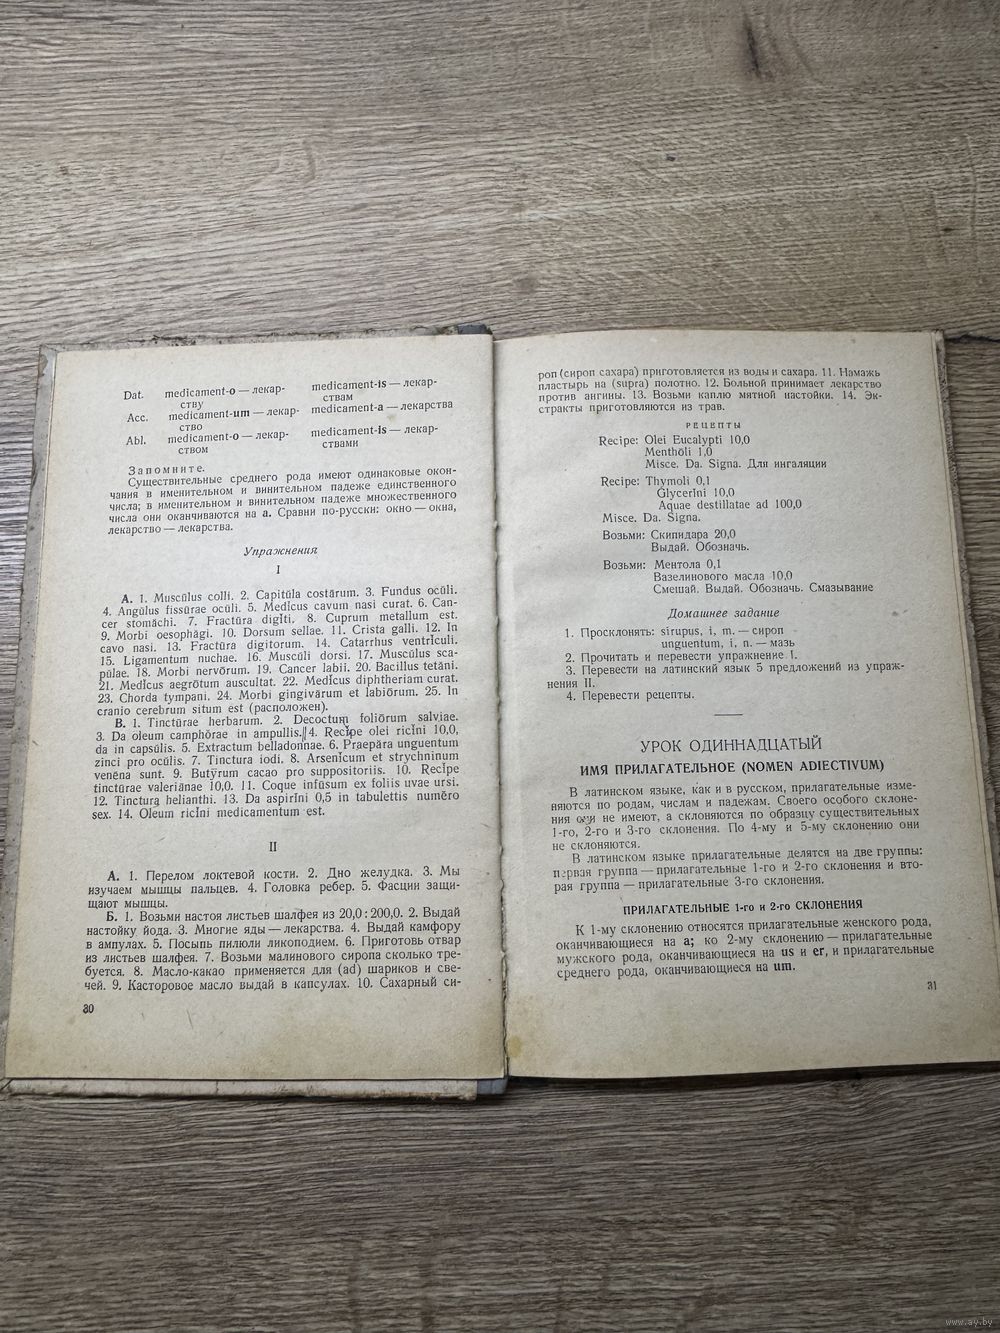 Dat. medicament-o — лекар- medicament-is — лекар-
ству ствам
Acc. medicament-um — лекар- medicament-a — лекарства
ство
Abl. medicament-o — лекар- medicament-is — лекар-
ством ствами
Запомните.
Существительные среднего рода имеют одинаковые окон-
чания в именительном и винительном падеже единственного
числа; в именительном и винительном падеже множественного
числа они оканчиваются на а. Сравни по-русски: окно — окна,
лекарство — лекарства.
Упражнения
I
А. 1. Muscŭlus colli. 2. Capitŭla costārum. 3. Fundus ocŭli.
4. Angŭlus fissūrae ocŭli. 5. Medĭcus cavum nasi curat. 6. Can-
cer stomăchi. 7. Fractūra digĭti. 8. Cuprum metallum est.
9. Morbi oesophăgi. 10. Dorsum sellae. 11. Crista galli. 12. In
cavo nasi. 13. Fractūra digitorum. 14. Catarrhus ventricŭli.
15. Ligamentum nuchae. 16. Muscŭli dorsi. 17. Muscŭlus sca-
pŭlae. 18. Morbi nervōrum. 19. Cancer labii. 20. Bacillus tetăni.
21. Medĭcus aegrōtum auscultat. 22. Medĭcus diphtheriam curat.
23. Chorda tympani. 24. Morbi gingivārum et labiōrum. 25. In
cranio cerebrum situm est (расположен).
В. 1. Tinctūrae herbarum. 2. Decoctum foliōrum salviae.
3. Da oleum camphŏrae in ampullis. 4. Recĭpe olei ricĭni 10,0,
da in capsŭlis. 5. Extractum belladonnae. 6. Praepăra unguentum
zinci pro ocŭlis. 7. Tinctura iodi. 8. Arsenĭcum et strychninum
venēna sunt. 9. Butȳrum cacao pro suppositoriis. 10. Recĭpe
tinctūrae valeriānae 10,0. 11. Coque infūsum ex foliis uvae ursi.
12. Tinctura helianthi. 13. Da aspirĭni 0,5 in tabulettis numĕro
sex. 14. Oleum ricĭni medicamentum est.
II
А. 1. Перелом локтевой кости. 2. Дно желудка. 3. Мы
изучаем мышцы пальцев. 4. Головка ребер. 5. Фасции защи-
щают мышцы.
Б. 1. Возьми настоя листьев шалфея из 20,0 : 200,0. 2. Выдай
настойку йода. 3. Многие яды — лекарства. 4. Выдай камфору
в ампулах. 5. Посыпь пилюли ликоподием. 6. Приготовь отвар
из листьев шалфея. 7. Возьми малинового сиропа сколько тре-
буется. 8. Масло-какао применяется для (ad) шариков и све-
чей. 9. Касторовое масло выдай в капсулах. 10. Сахарный си-
30
роп (сироп сахара) приготовляется из воды и сахара. 11. Намажь
пластырь на (supra) полотно. 12. Больной принимает лекарство
против ангины. 13. Возьми каплю мятной настойки. 14. Эк-
стракты приготовляются из трав.
РЕЦЕПТЫ
Recipe: Olei Eucalypti 10,0
Menthōli 1,0
Misce. Da. Signa. Для ингаляции
Recipe: Thymoli 0,1
Glycerĭni 10,0
Aquae destillatae ad 100,0
Misce. Da. Signa.
Возьми: Скипидара 20,0
Выдай. Обозначь.
Возьми: Ментола 0,1
Вазелинового масла 10,0
Смешай. Выдай. Обозначь. Смазывание
Домашнее задание
1. Просклонять: sirupus, i, m. — сироп
unguentum, i, n. — мазь
2. Прочитать и перевести упражнение I.
3. Перевести на латинский язык 5 предложений из упраж-
нения II.
4. Перевести рецепты.
УРОК ОДИННАДЦАТЫЙ
ИМЯ ПРИЛАГАТЕЛЬНОЕ (NOMEN ADIECTIVUM)
В латинском языке, как и в русском, прилагательные изме-
няются по родам, числам и падежам. Своего особого склоне-
ния они не имеют, а склоняются по образцу существительных
1-го, 2-го и 3-го склонения. По 4-му и 5-му склонению они
не склоняются.
В латинском языке прилагательные делятся на две группы:
первая группа — прилагательные 1-го и 2-го склонения и вто-
рая группа — прилагательные 3-го склонения.
ПРИЛАГАТЕЛЬНЫЕ 1-го и 2-го СКЛОНЕНИЯ
К 1-му склонению относятся прилагательные женского рода,
оканчивающиеся на a; ко 2-му склонению — прилагательные
мужского рода, оканчивающиеся на us и er, и прилагательные
среднего рода, оканчивающиеся на um.
31
www.ay.by